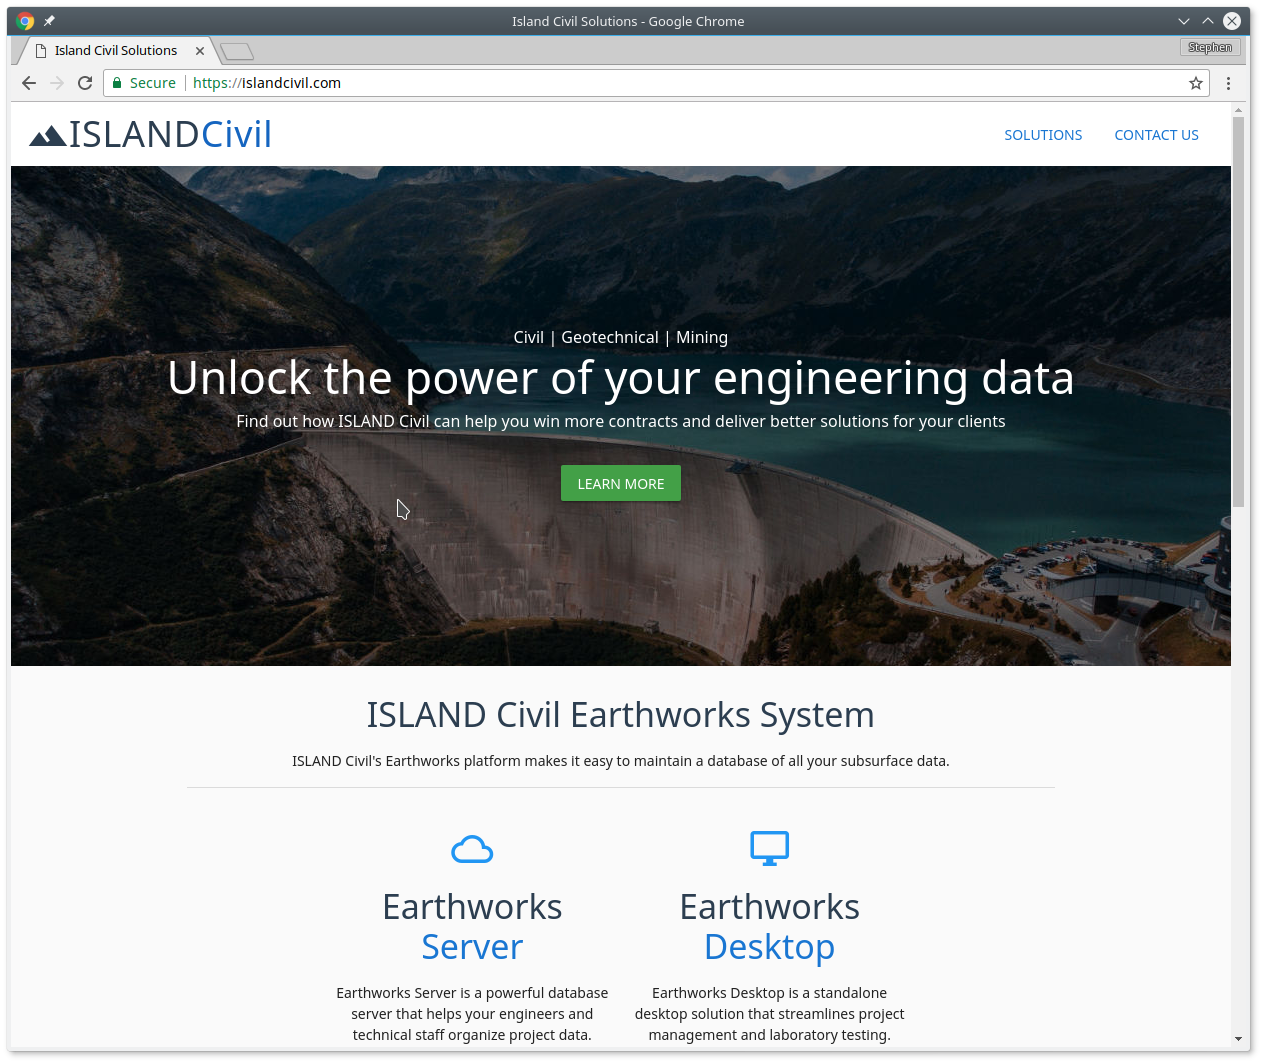 Island Civil Solutions - Google Chrome
Island Civil Solutions
Stephen
Secure https://islandcivil.com
ISLANDCivil
SOLUTIONS CONTACT US
Civil | Geotechnical | Mining
Unlock the power of your engineering data
Find out how ISLAND Civil can help you win more contracts and deliver better solutions for your clients
LEARN MORE
ISLAND Civil Earthworks System
ISLAND Civil's Earthworks platform makes it easy to maintain a database of all your subsurface data.
Earthworks
Server
Earthworks Server is a powerful database
server that helps your engineers and
technical staff organize project data.
Earthworks
Desktop
Earthworks Desktop is a standalone
desktop solution that streamlines project
management and laboratory testing.